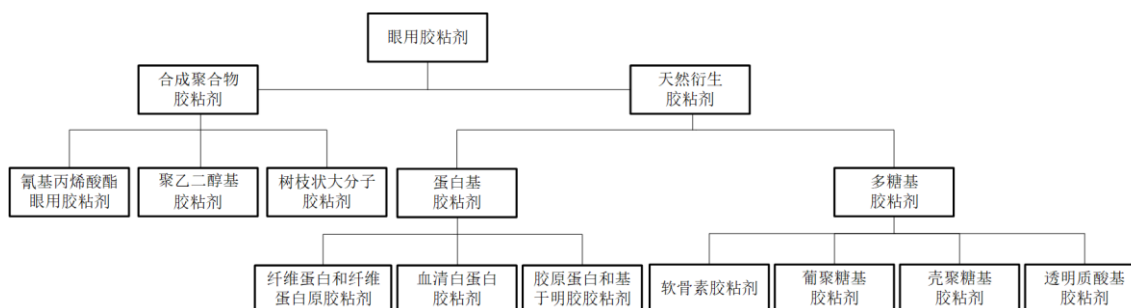 眼用胶粘剂
合成聚合物
胶粘剂
天然衍生
胶粘剂
氰基丙烯酸酯
眼用胶粘剂
聚乙二醇基
胶粘剂
树枝状大分子
胶粘剂
蛋白基
胶粘剂
多糖基
胶粘剂
纤维蛋白和纤维
蛋白原胶粘剂
血清白蛋白
胶粘剂
胶原蛋白和基
于明胶胶粘剂
软骨素胶粘剂
葡聚糖基
胶粘剂
壳聚糖基
胶粘剂
透明质酸基
胶粘剂